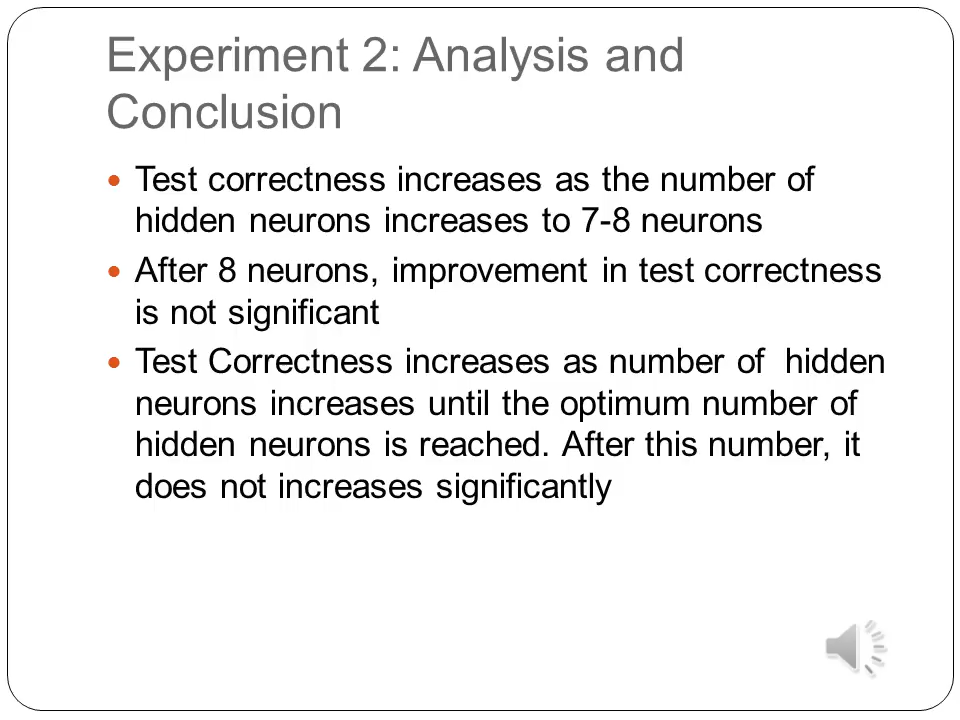 Experiment 2: Analysis and
Conclusion
Test correctness increases as the number of
hidden neurons increases to 7-8 neurons
After 8 neurons, improvement in test correctness
is not significant
Test Correctness increases as number of  hidden
neurons increases until the optimum number of
hidden neurons is reached. After this number, it
does not increases significantly